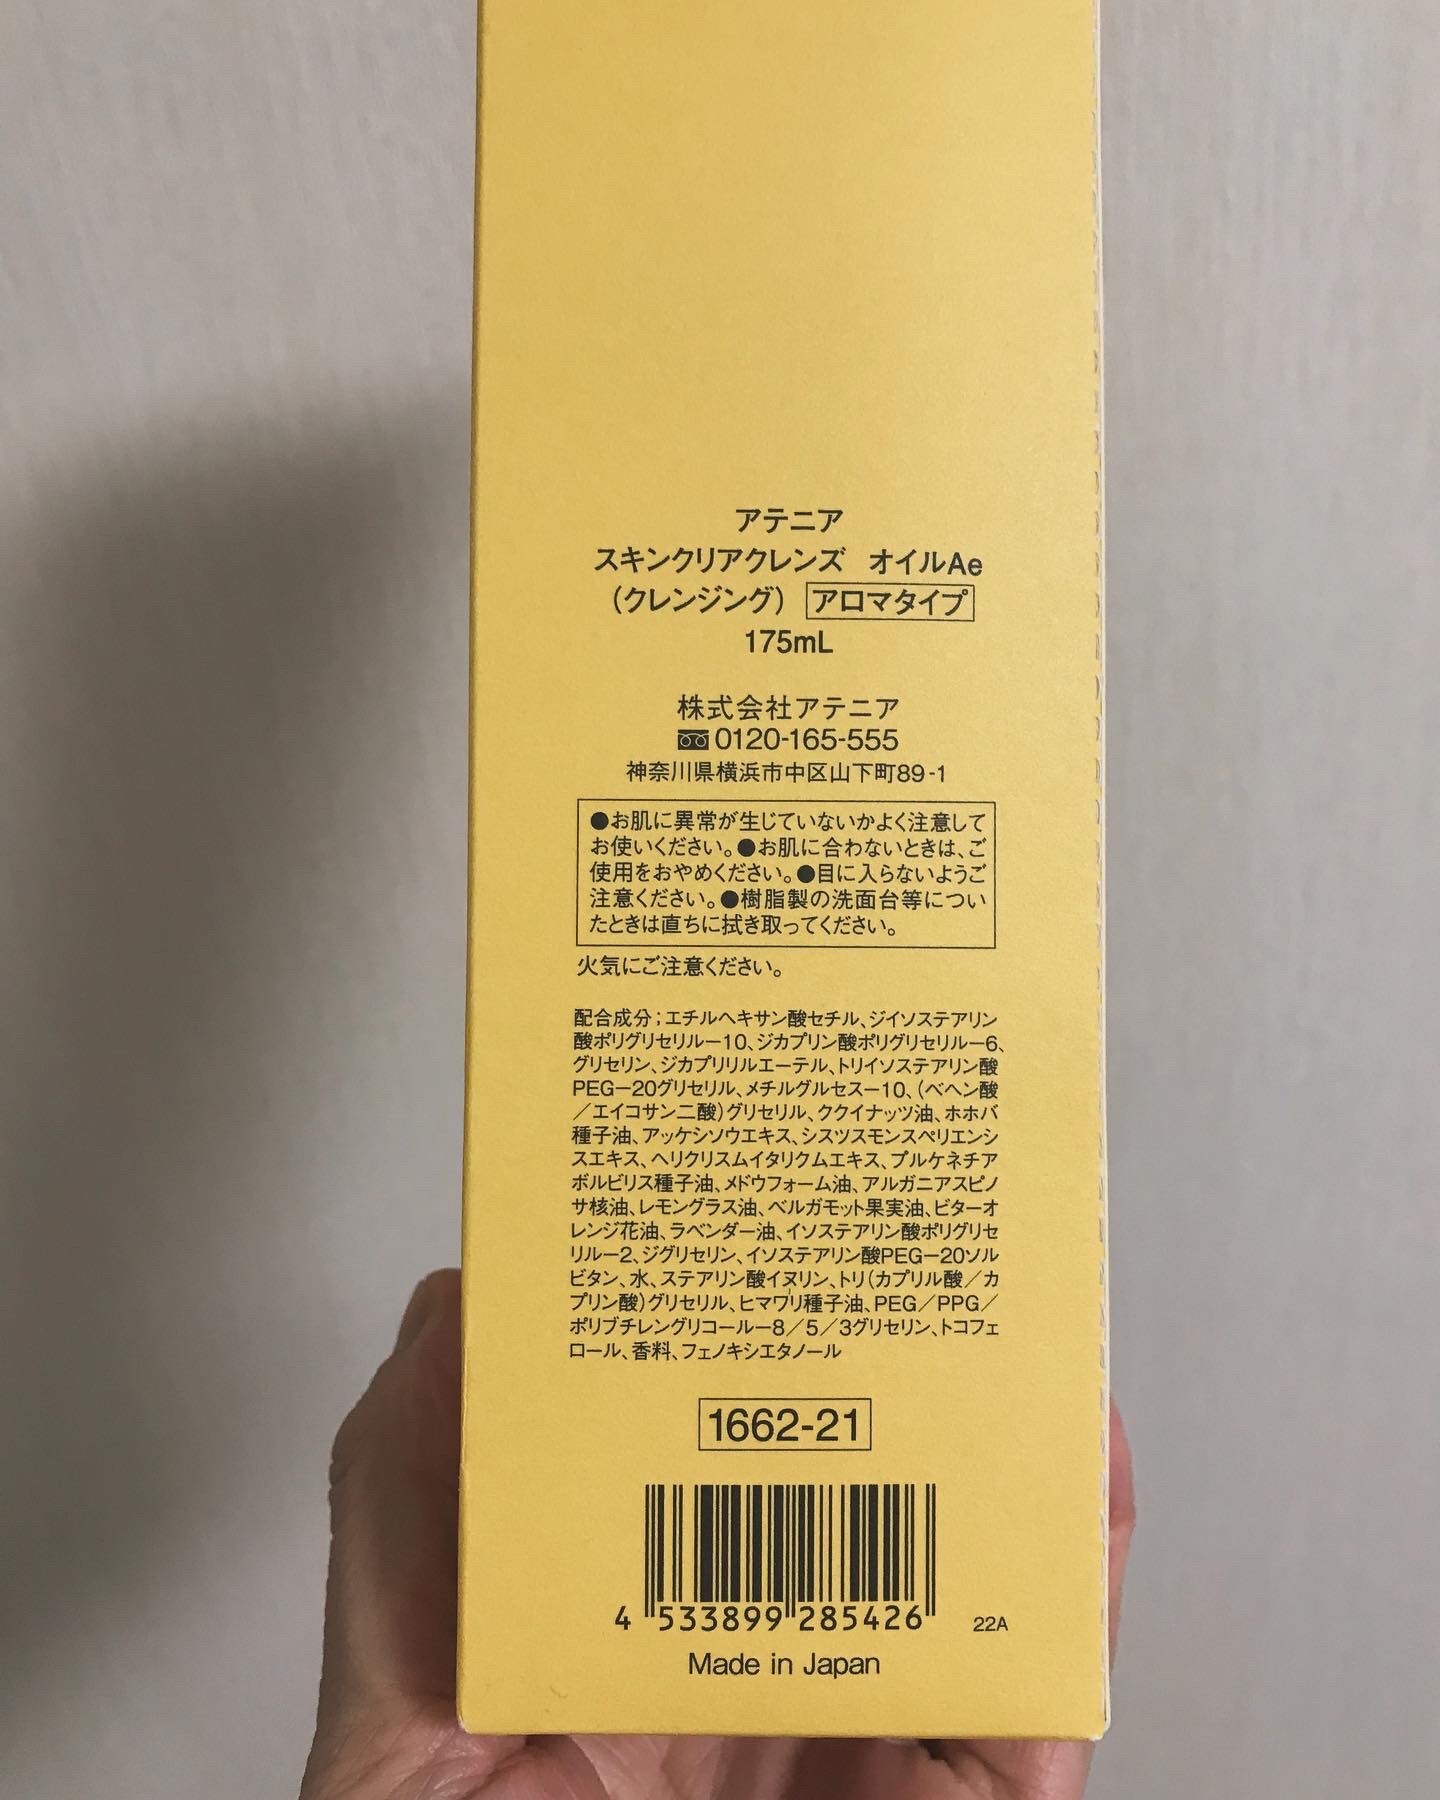 アテニア
スキンクリアクレンズ オイルAe
(クレンジング) アロマタイプ
175mL
株式会社アテニア
0120-165-555
神奈川県横浜市中区山下町89-1
●お肌に異常が生じていないかよく注意して
お使いください。●お肌に合わないときは、ご
使用をおやめください。●目に入らないようご
注意ください。●樹脂製の洗面台等につい
たときは直ちに拭き取ってください。
火気にご注意ください。
配合成分;エチルヘキサン酸セチル、ジイソステアリン
酸ポリグリセリル－10、ジカプリン酸ポリグリセリル－6、
グリセリン、ジカプリリルエーテル、トリイソステアリン酸
PEG－20グリセリル、メチルグルセス－10、(ベヘン酸
／エイコサン二酸)グリセリル、ククイナッツ油、ホホバ
種子油、アッケシソウエキス、シスツスモンスペリエンシ
スエキス、ヘリクリスムイタリクムエキス、プルケネチア
ボルビリス種子油、メドウフォーム油、アルガニアスピノ
サ核油、レモングラス油、ベルガモット果実油、ビターオ
レンジ花油、ラベンダー油、イソステアリン酸ポリグリセ
リル－2、ジグリセリン、イソステアリン酸PEG－20ソル
ビタン、水、ステアリン酸イヌリン、トリ(カプリル酸／カ
プリン酸)グリセリル、ヒマワリ種子油、PEG／PPG／
ポリブチレングリコール－8／5／3グリセリン、トコフェ
ロール、香料、フェノキシエタノール
1662-21
4 533899 285426
22A
Made in Japan